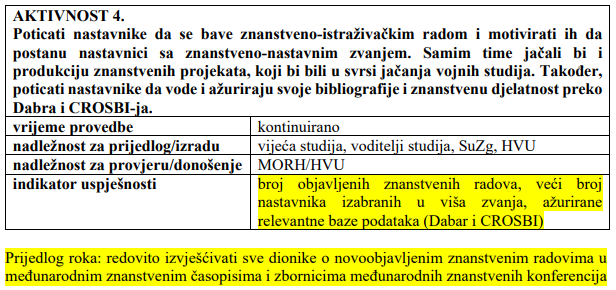 AKTIVNOST 4.
Poticati nastavnike da se bave znanstveno-istraživačkim radom i motivirati ih da
postanu nastavnici sa znanstveno-nastavnim zvanjem. Samim time jačali bi i
produkciju znanstvenih projekata, koji bi bili u svrsi jačanja vojnih studija. Također,
poticati nastavnike da vode i ažuriraju svoje bibliografije i znanstvenu djelatnost preko
Dabra i CROSBI-ja.
vrijeme provedbe kontinuirano
nadležnost za prijedlog/izradu vijeća studija, voditelji studija, SuZg, HVU
nadležnost za provjeru/donošenje MORH/HVU
indikator uspješnosti broj objavljenih znanstvenih radova, veći broj
nastavnika izabranih u viša zvanja, ažurirane
relevantne baze podataka (Dabar i CROSBI)
Prijedlog roka: redovito izvješćivati sve dionike o novoobjavljenim znanstvenim radovima u
međunarodnim znanstvenim časopisima i zbornicima međunarodnih znanstvenih konferencija